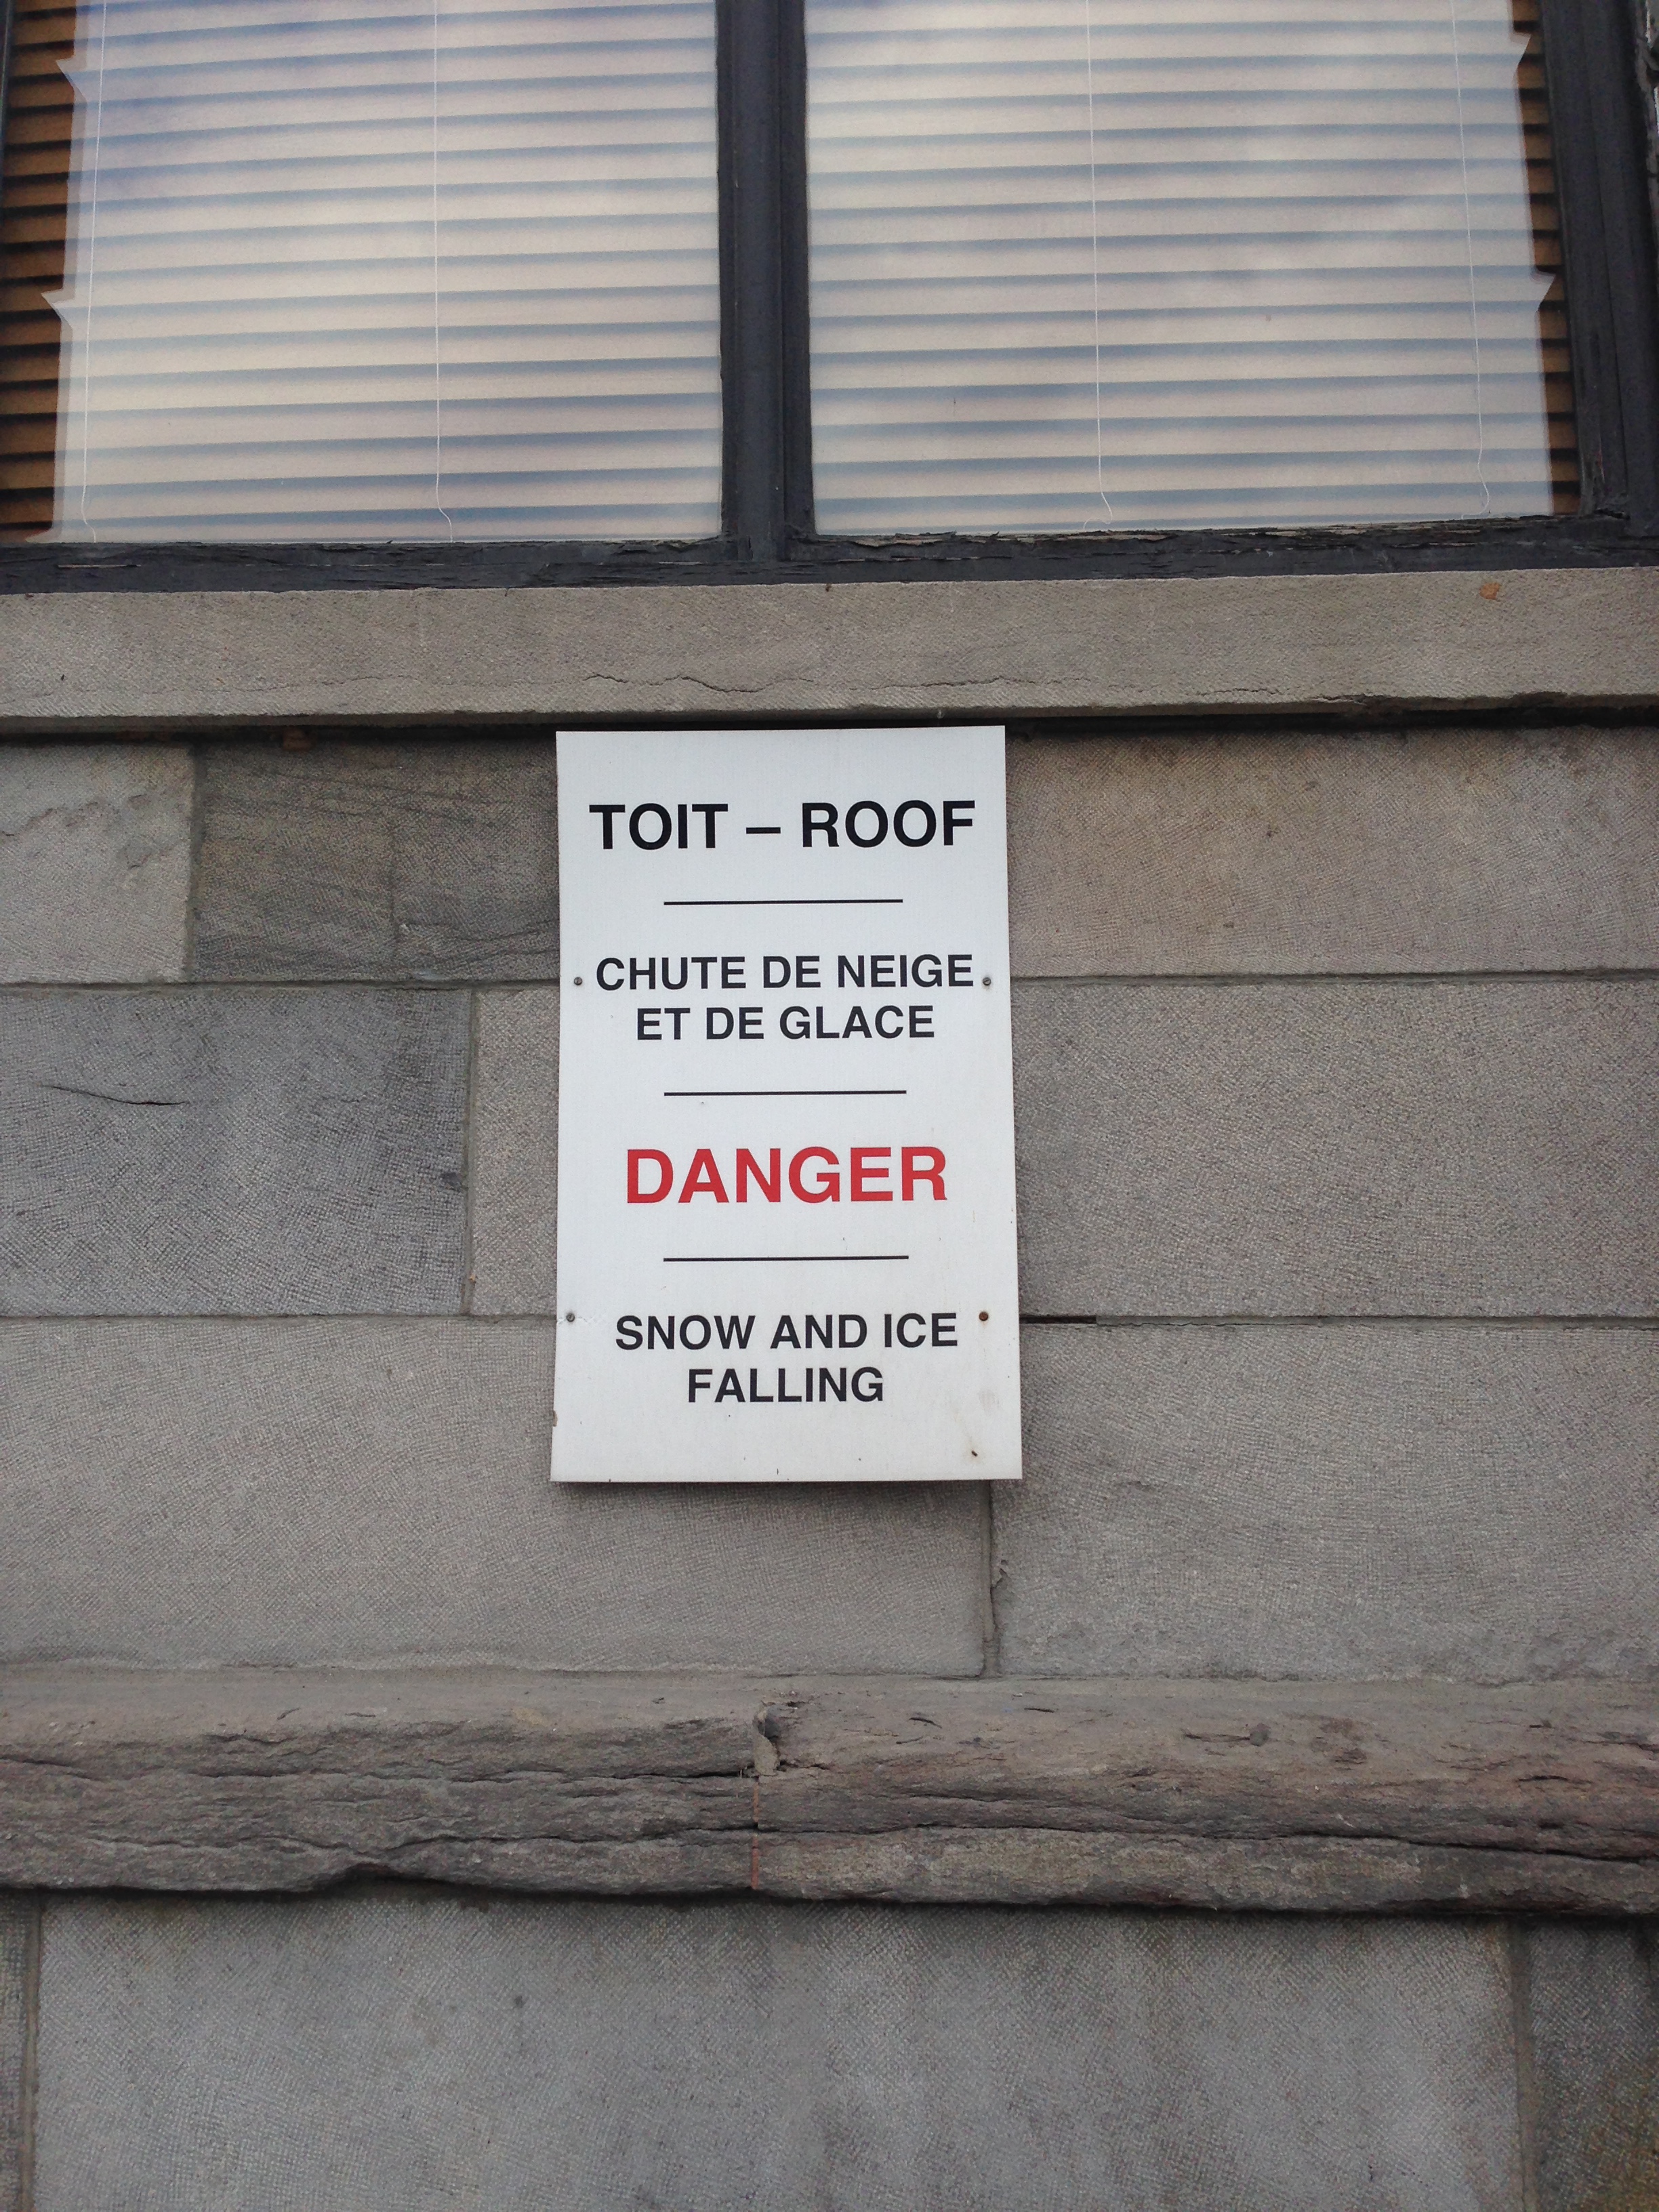 TOIT – ROOF
CHUTE DE NEIGE
ET DE GLACE
DANGER
SNOW AND ICE
FALLING